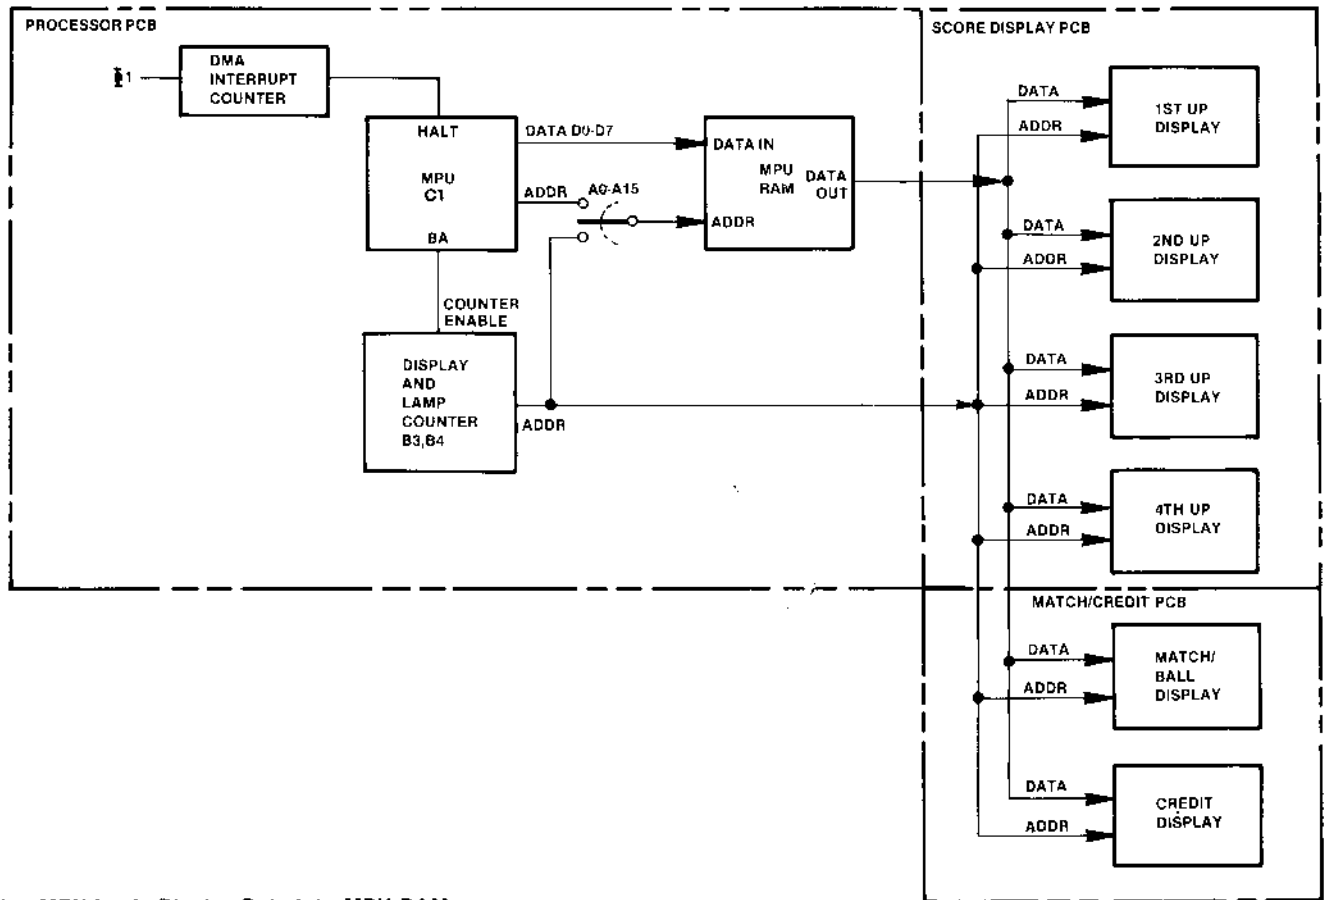 PROCESSOR PCB
SCORE DISPLAY PCB
DMA
INTERRUPT
COUNTER
1
HALT
MPU
C1
BA
DATA D0-D7
ADDR
A0-A15
DATA IN
MPU
RAM
DATA
OUT
ADDR
COUNTER
ENABLE
DISPLAY
AND
LAMP
COUNTER
B3,B4
ADDR
DATA
ADDR
1ST UP
DISPLAY
DATA
ADDR
2ND UP
DISPLAY
DATA
ADDR
3RD UP
DISPLAY
DATA
ADDR
4TH UP
DISPLAY
MATCH/CREDIT PCB
DATA
ADDR
MATCH/
BALL
DISPLAY
DATA
ADDR
CREDIT
DISPLAY